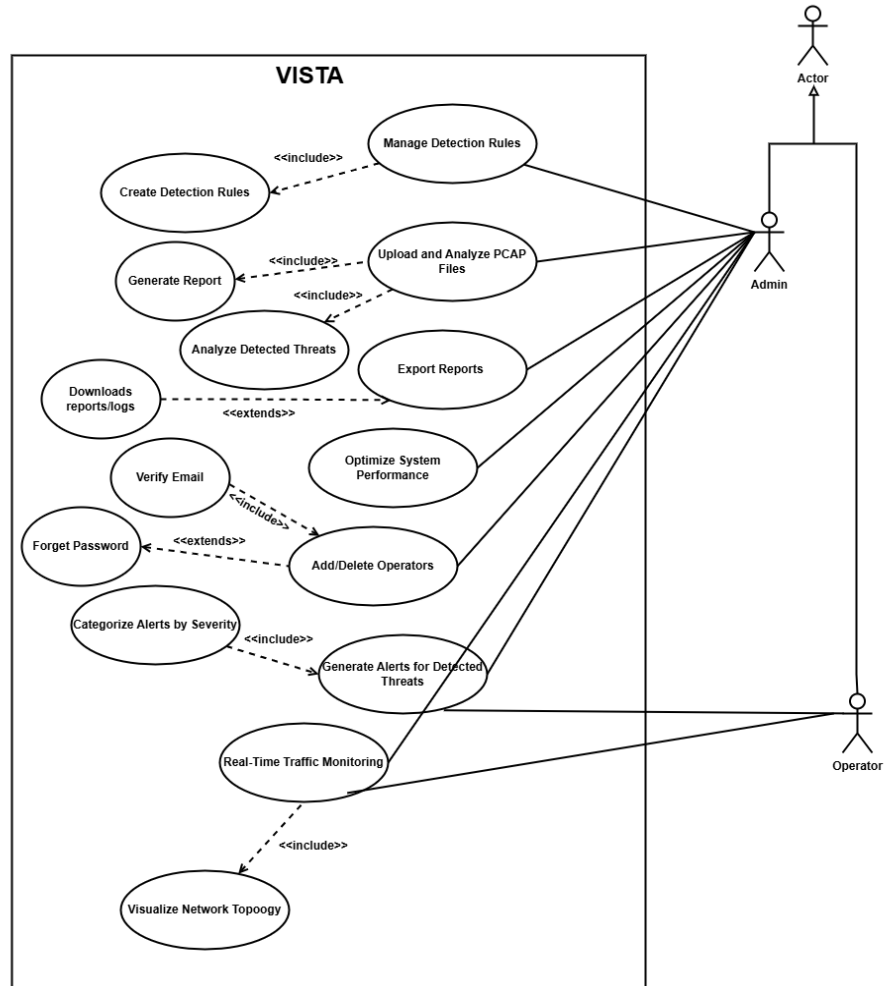 VISTA
Actor
Manage Detection Rules
<<include>>
Create Detection Rules
Admin
Upload and Analyze PCAP
Files
<<include>>
Generate Report
<<include>>
Analyze Detected Threats
Export Reports
Downloads
reports/logs
<<extends>>
Optimize System
Performance
Verify Email
<<include>>
Forget Password
<<extends>>
Add/Delete Operators
Categorize Alerts by Severity
<<include>>
Generate Alerts for Detected
Threats
Real-Time Traffic Monitoring
Operator
<<include>>
Visualize Network Topoogy